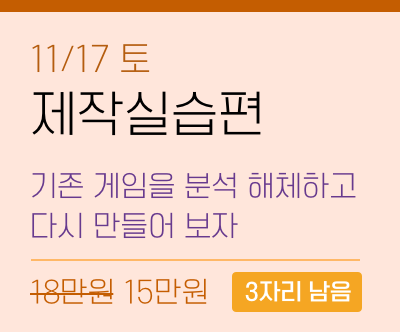 11/17 토
제작실습편
기존 게임을 분석 해체하고
다시 만들어 보자
18만원 15만원 3자리 남음